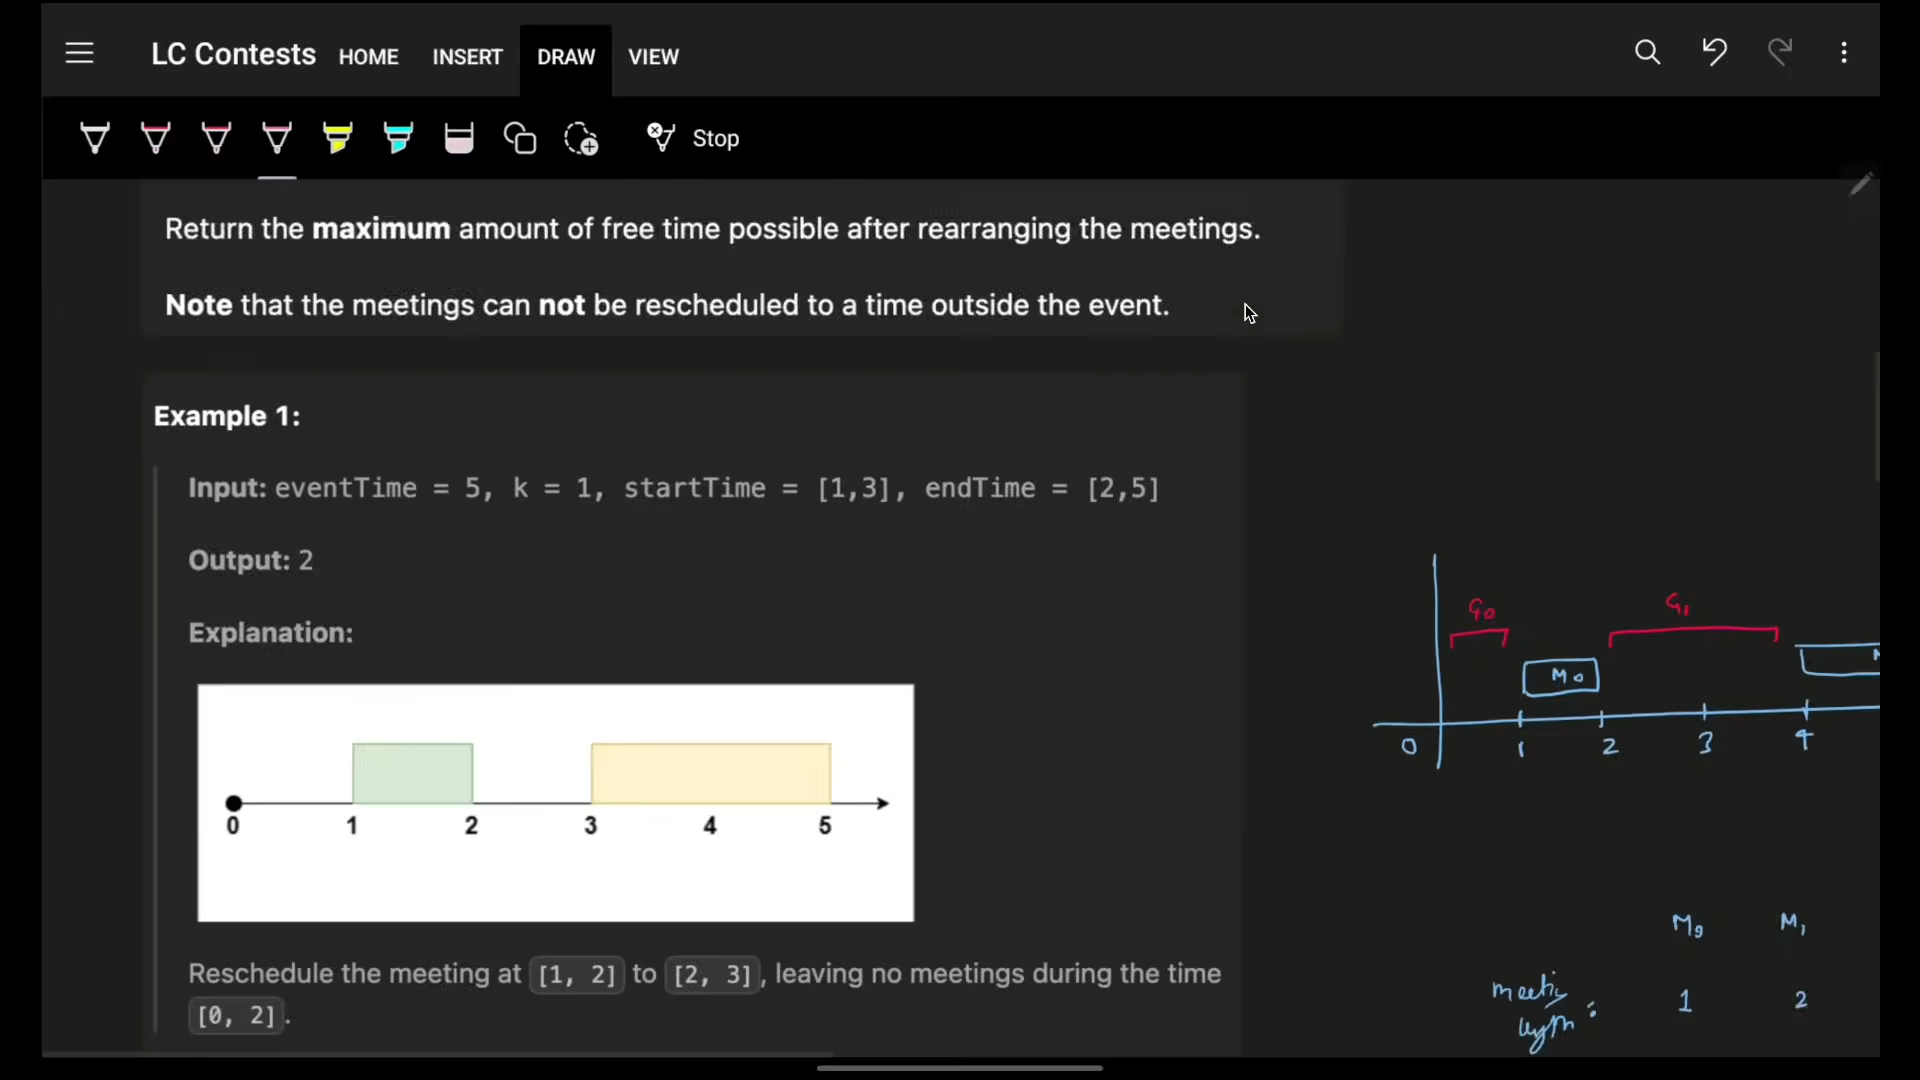 LC Contests HOME INSERT DRAW VIEW
Stop
Return the maximum amount of free time possible after rearranging the meetings.
Note that the meetings can not be rescheduled to a time outside the event.
Example 1:
Input: eventTime = 5, k = 1, startTime = [1,3], endTime = [2,5]
Output: 2
Explanation:
0 1 2 3 4 5
Reschedule the meeting at [1, 2] to [2, 3], leaving no meetings during the time
[0, 2].
G0 G1
M0
0 1 2 3 4
M0 M1
meeting : 1 2